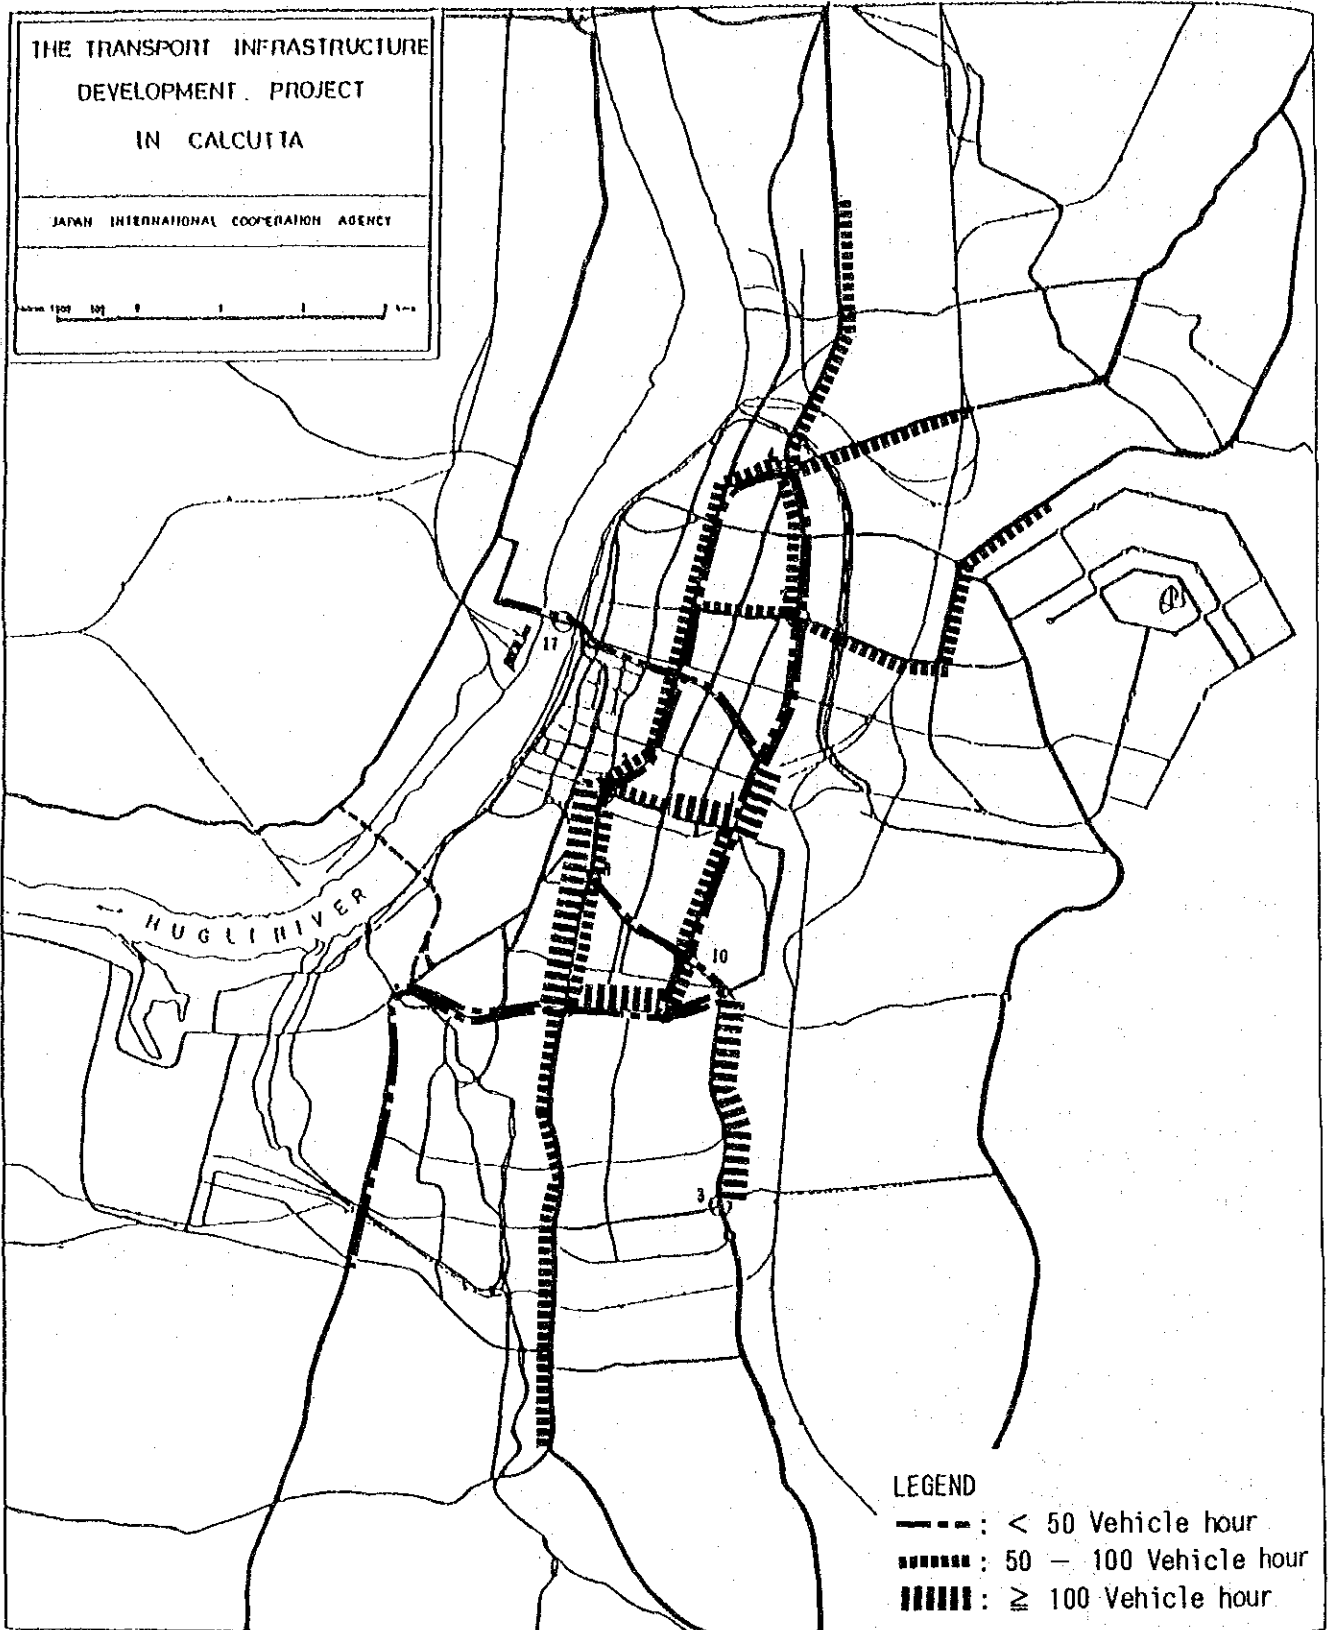 THE TRANSPORT INFRASTRUCTURE
DEVELOPMENT PROJECT
IN CALCUTTA
JAPAN INTERNATIONAL COOPERATION AGENCY
HUGLI RIVER
17
10
3
LEGEND
: < 50 Vehicle hour
: 50 – 100 Vehicle hour
: ≧ 100 Vehicle hour